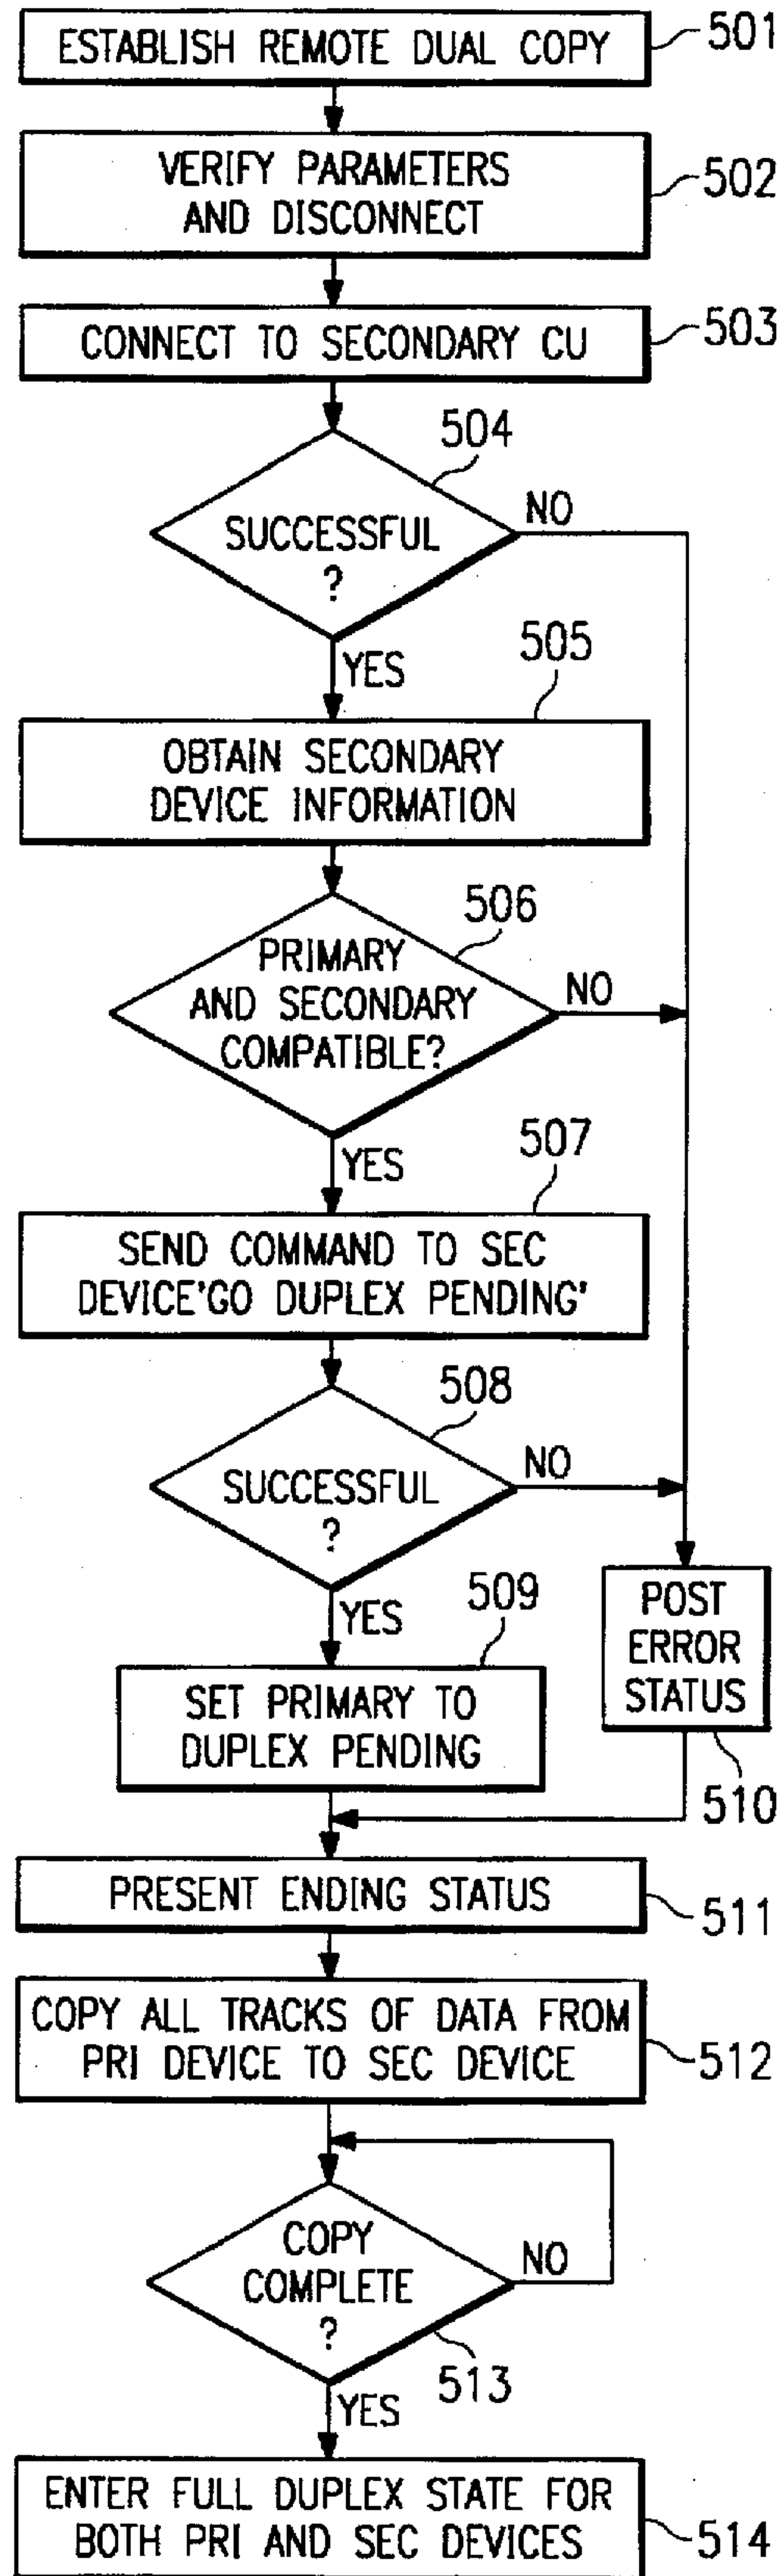 ESTABLISH REMOTE DUAL COPY
501
VERIFY PARAMETERS
AND DISCONNECT
502
CONNECT TO SECONDARY CU
503
504
SUCCESSFUL
?
NO
YES
505
OBTAIN SECONDARY
DEVICE INFORMATION
506
PRIMARY
AND SECONDARY
COMPATIBLE?
NO
YES
507
SEND COMMAND TO SEC
DEVICE'GO DUPLEX PENDING'
508
SUCCESSFUL
?
NO
YES
509
SET PRIMARY TO
DUPLEX PENDING
POST
ERROR
STATUS
510
PRESENT ENDING STATUS
511
COPY ALL TRACKS OF DATA FROM
PRI DEVICE TO SEC DEVICE
512
COPY
COMPLETE
?
NO
513
YES
ENTER FULL DUPLEX STATE FOR
BOTH PRI AND SEC DEVICES
514